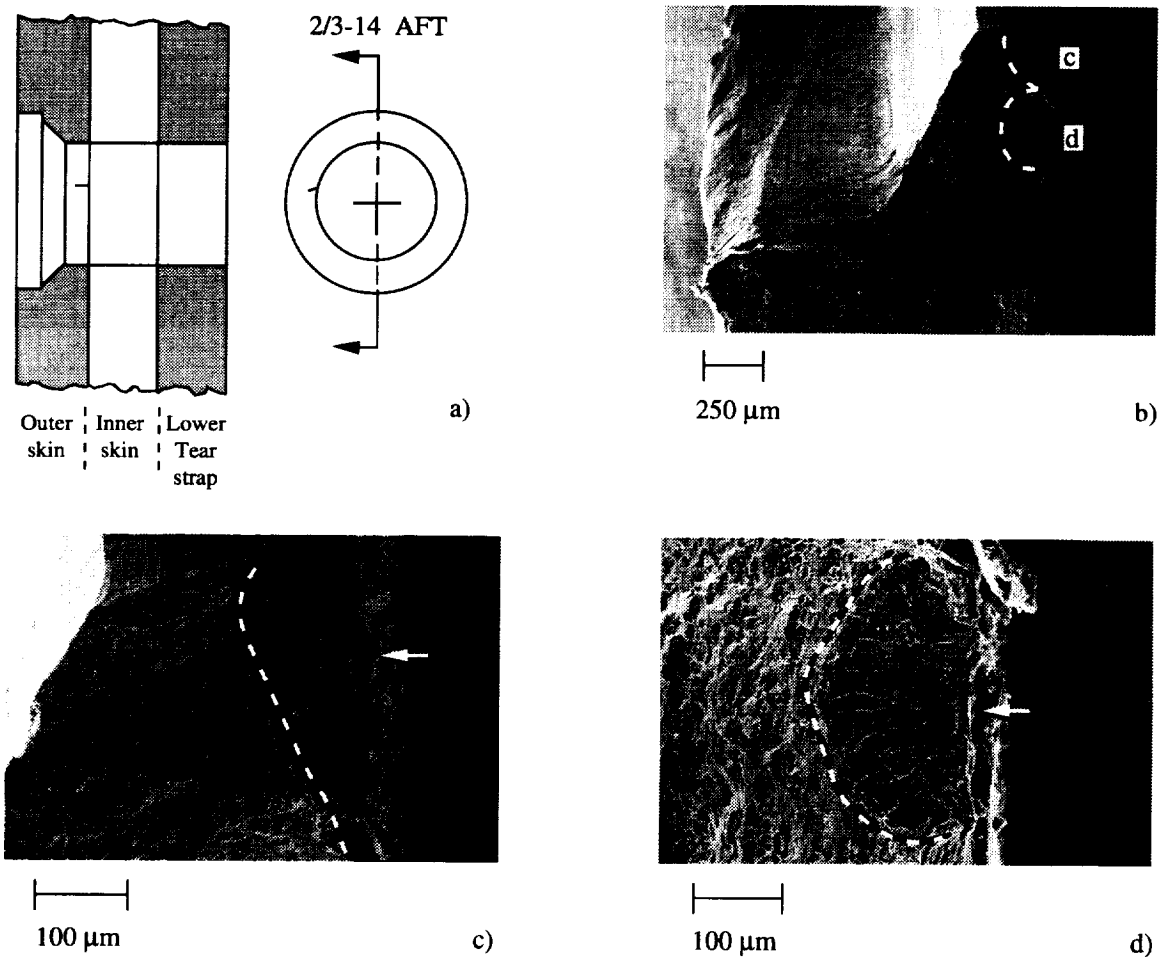 2/3-14 AFT
Outer skin
Inner skin
Lower Tear strap
a)
c
d
250 µm
b)
100 µm
c)
100 µm
d)